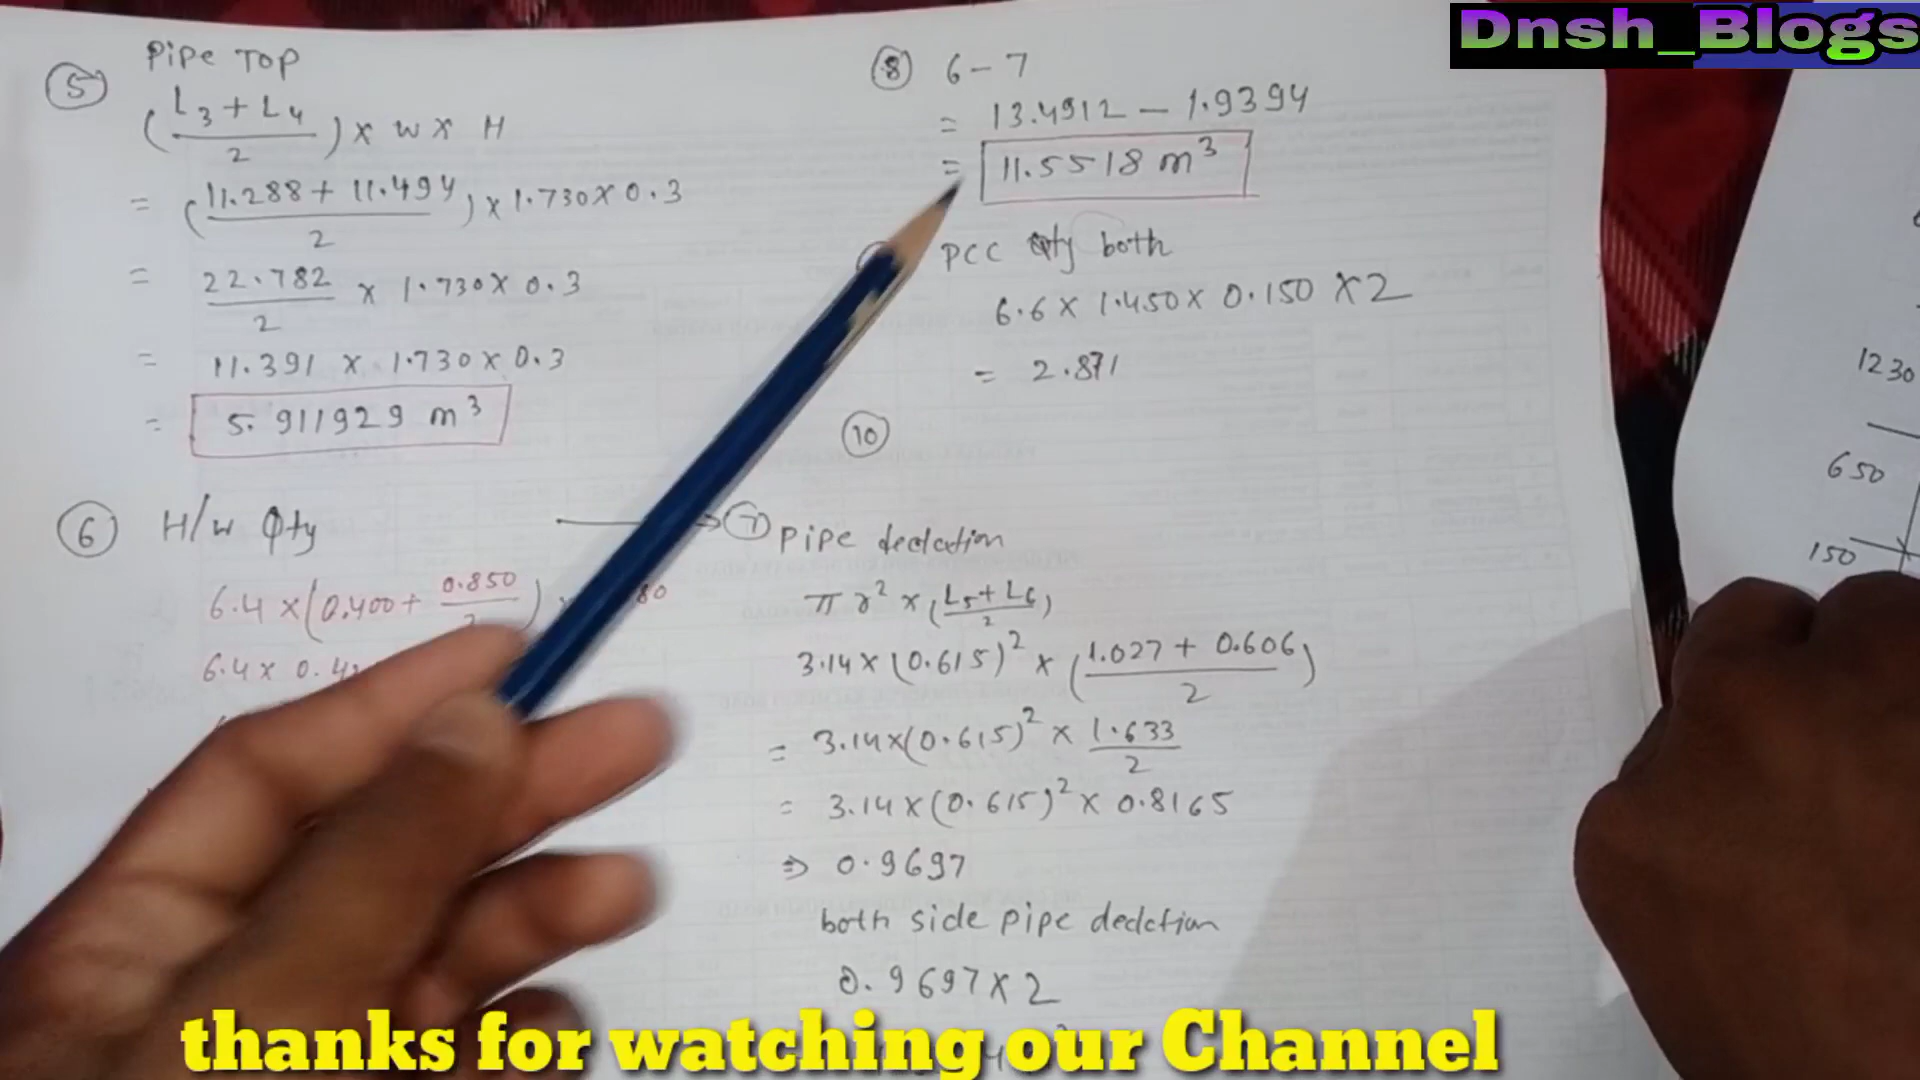 Dnsh_Blogs
5 Pipe Top
(L3 + L4 / 2) x w x H
= (11.288 + 11.494 / 2) x 1.730 x 0.3
= 22.782 / 2 x 1.730 x 0.3
= 11.391 x 1.730 x 0.3
= 5.911929 m³
6 H/w Qty
6.4 x (0.400 + 0.850
6.4 x 0.4
8 6-7
= 13.4912 - 1.9394
= 11.5518 m³
PCC Qty both
6.6 x 1.450 x 0.150 x 2
= 2.871
10
→ 7 Pipe dedction
π r² x (L5 + L6 / 2)
3.14 x (0.615)² x (1.027 + 0.606 / 2)
= 3.14 x (0.615)² x 1.633 / 2
= 3.14 x (0.615)² x 0.8165
⇒ 0.9697
both side pipe dedction
0.9697 x 2
1230
650
150
thanks for watching our Channel